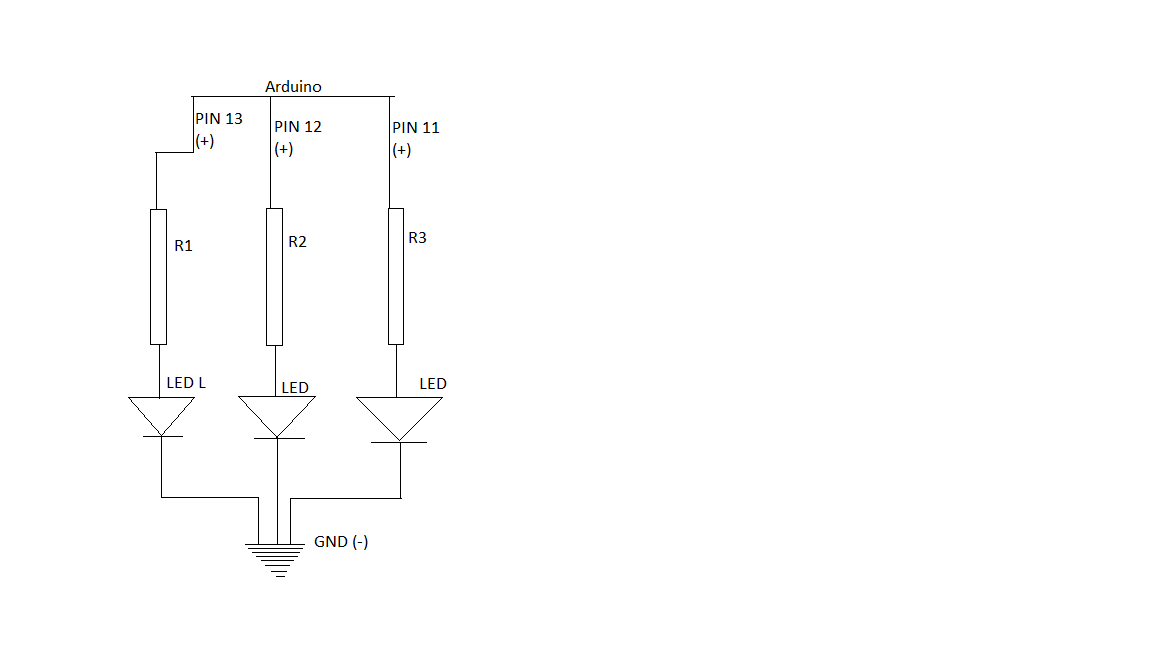 Arduino
PIN 13
(+)
PIN 12
(+)
PIN 11
(+)
R1
R2
R3
LED L
LED
LED
GND (-)